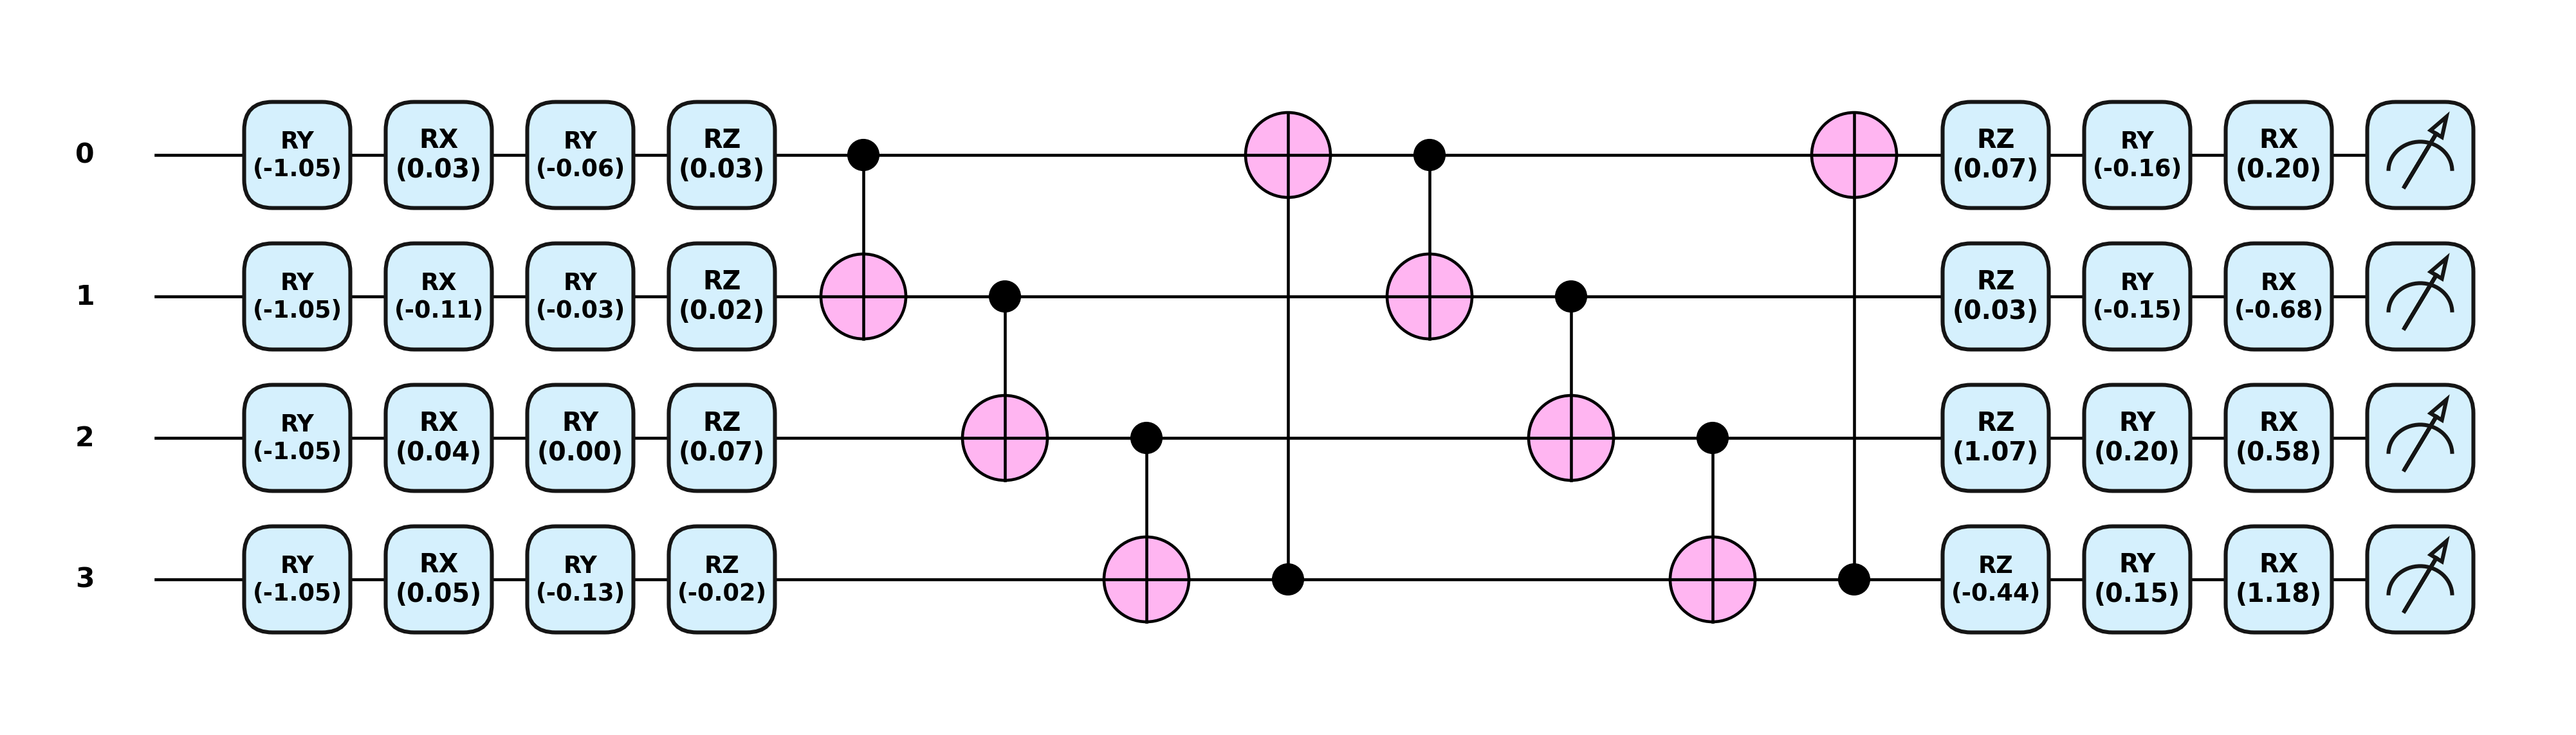 0 RY RX RY RZ RZ RY RX
(-1.05) (0.03) (-0.06) (0.03) (0.07) (-0.16) (0.20)
1 RY RX RY RZ RZ RY RX
(-1.05) (-0.11) (-0.03) (0.02) (0.03) (-0.15) (-0.68)
2 RY RX RY RZ RZ RY RX
(-1.05) (0.04) (0.00) (0.07) (1.07) (0.20) (0.58)
3 RY RX RY RZ RZ RY RX
(-1.05) (0.05) (-0.13) (-0.02) (-0.44) (0.15) (1.18)